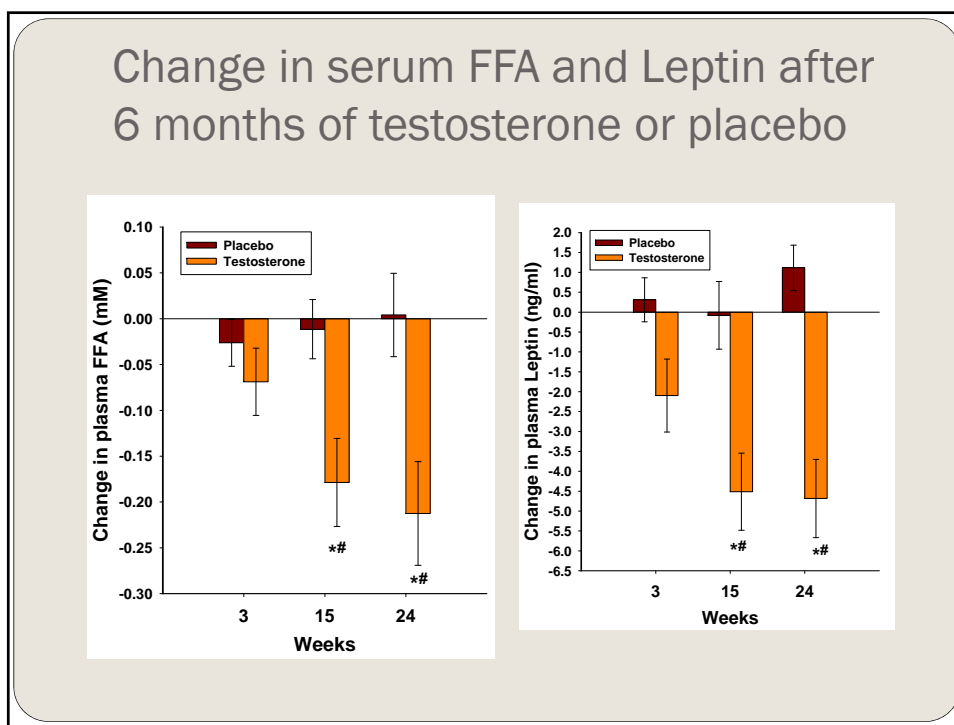 Change in serum FFA and Leptin after
6 months of testosterone or placebo
Change in plasma FFA (mM)
0.10
0.05
0.00
-0.05
-0.10
-0.15
-0.20
-0.25
-0.30
Placebo
Testosterone
*#
*#
3 15 24
Weeks
Change in plasma Leptin (ng/ml)
2.0
1.5
1.0
0.5
0.0
-0.5
-1.0
-1.5
-2.0
-2.5
-3.0
-3.5
-4.0
-4.5
-5.0
-5.5
-6.0
-6.5
Placebo
Testosterone
*#
*#
3 15 24
Weeks